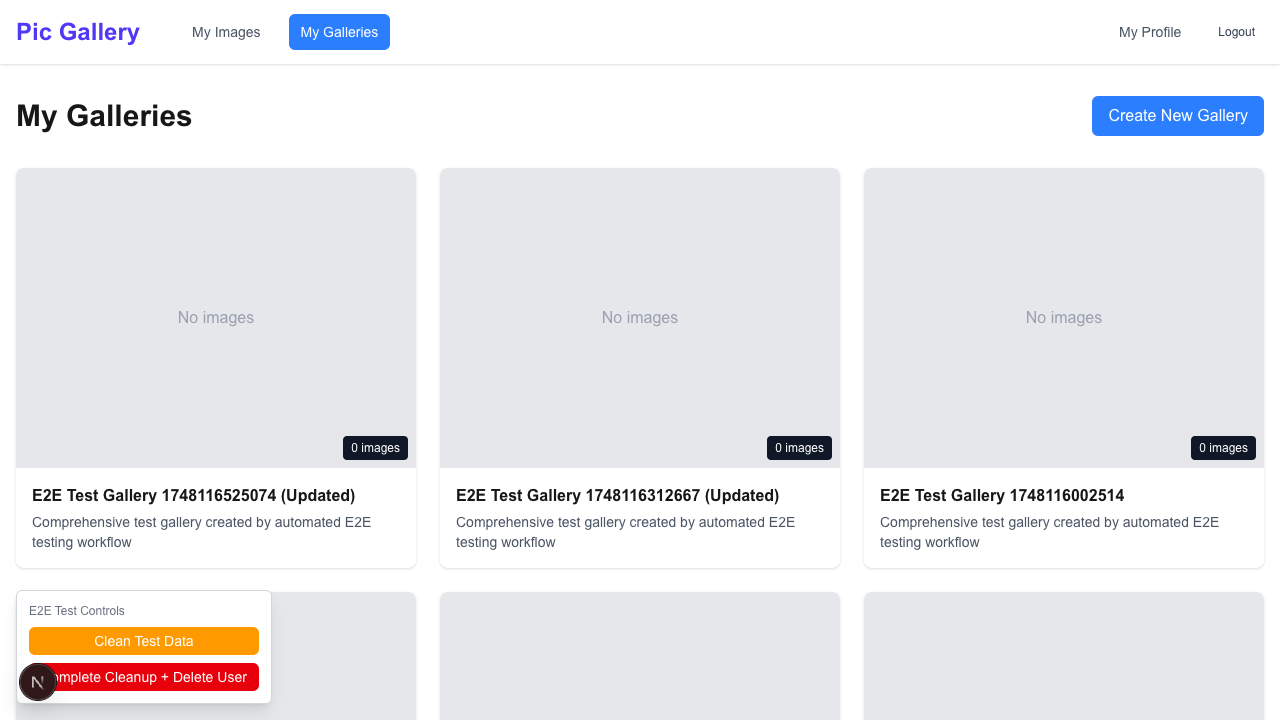 Pic Gallery
My Images
My Galleries
My Profile
Logout
My Galleries
Create New Gallery
No images
0 images
E2E Test Gallery 1748116525074 (Updated)
Comprehensive test gallery created by automated E2E
testing workflow
No images
0 images
E2E Test Gallery 1748116312667 (Updated)
Comprehensive test gallery created by automated E2E
testing workflow
No images
0 images
E2E Test Gallery 1748116002514
Comprehensive test gallery created by automated E2E
testing workflow
E2E Test Controls
Clean Test Data
Cleanup + Delete User
N